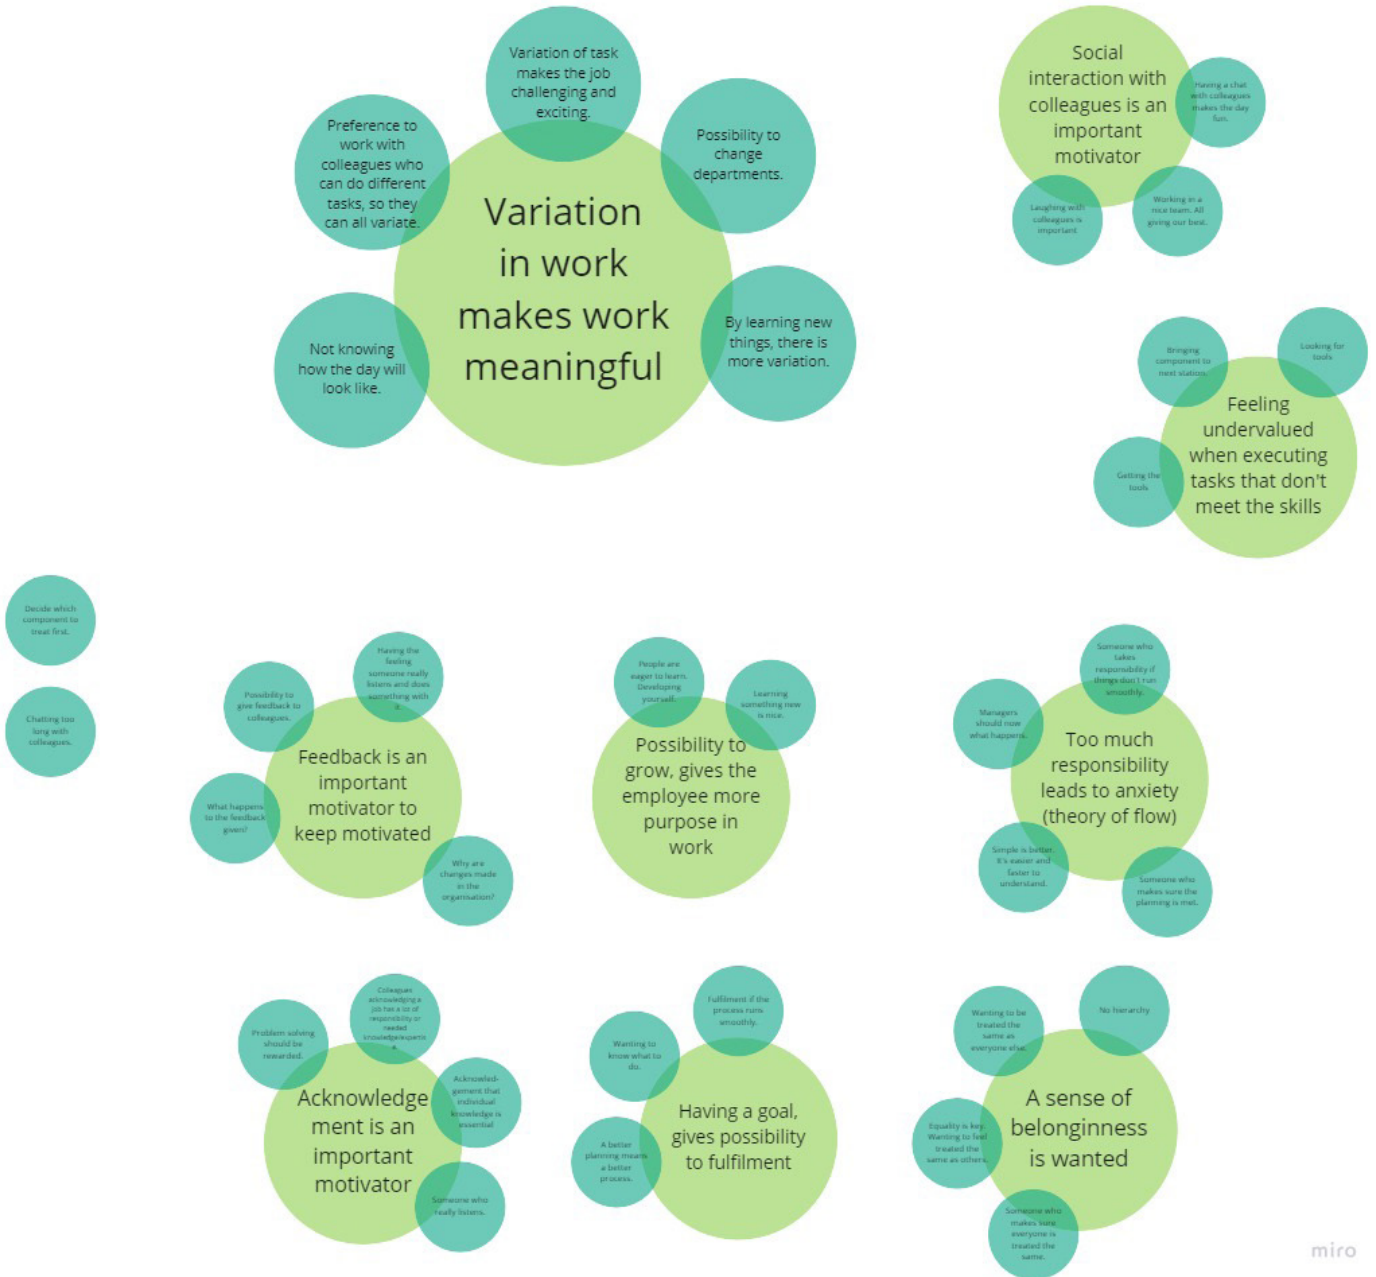 Variation of task
makes the job
challenging and
exciting.
Preference to
work with
colleagues who
can do different
tasks, so they
can all variate.
Possibility to
change
departments.
Variation
in work
makes work
meaningful
Not knowing
how the day will
look like.
By learning new
things, there is
more variation.
Social
interaction with
colleagues is an
important
motivator
Having a chat
with colleagues
makes the day
fun.
Laughing with
colleagues is
important
Working in a
nice team. All
giving our best.
Bringing
component to
next station.
Looking for
tools
Getting the
tools
Feeling
undervalued
when executing
tasks that don't
meet the skills
Decide which
component to
treat first.
Chatting too
long with
colleagues.
Possibility to
give feedback to
colleagues.
Having the
feeling
someone really
listens and does
something with
it.
What happens
to the feedback
given?
Feedback is an
important
motivator to
keep motivated
Why are
changes made
in the
organisation?
People are
eager to learn.
Developing
yourself.
Learning
something new
is nice.
Possibility to
grow, gives the
employee more
purpose in
work
Someone who
takes
responsibility if
things don't run
smoothly.
Managers
should now
what happens.
Too much
responsibility
leads to anxiety
(theory of flow)
Simple is better.
It's easier and
faster to
understand.
Someone who
makes sure the
planning is met.
Problem solving
should be
rewarded.
Colleagues
acknowledging a
job has a lot of
responsibility or
needed
knowledge/expertis
e.
Acknowled-
gement that
individual
knowledge is
essential
Acknowledge
ment is an
important
motivator
Someone who
really listens.
Fulfilment if the
process runs
smoothly.
Wanting to
know what to
do.
A better
planning means
a better
process.
Having a goal,
gives possibility
to fulfilment
Wanting to be
treated the
same as
everyone else.
No hierarchy
Equality is key.
Wanting to feel
treated the
same as others.
A sense of
belonginness
is wanted
Someone who
makes sure
everyone is
treated the
same.
miro